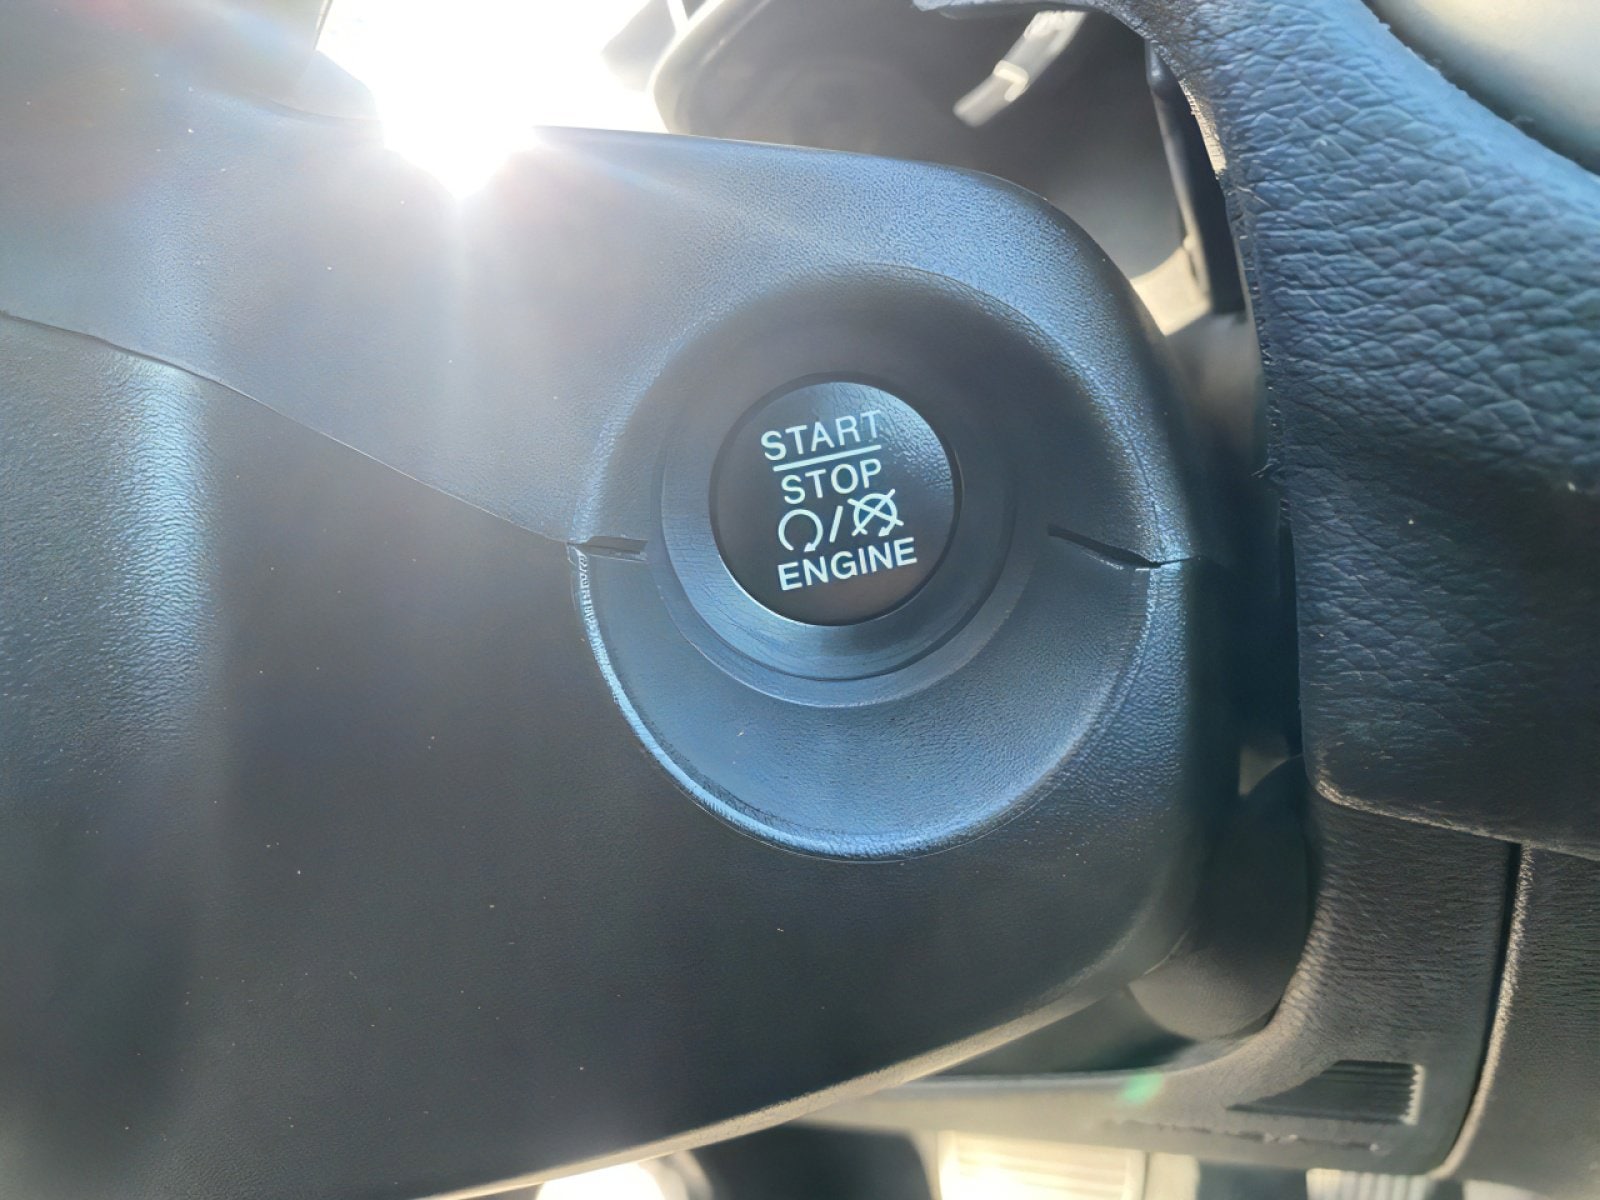 START
STOP
/
ENGINE